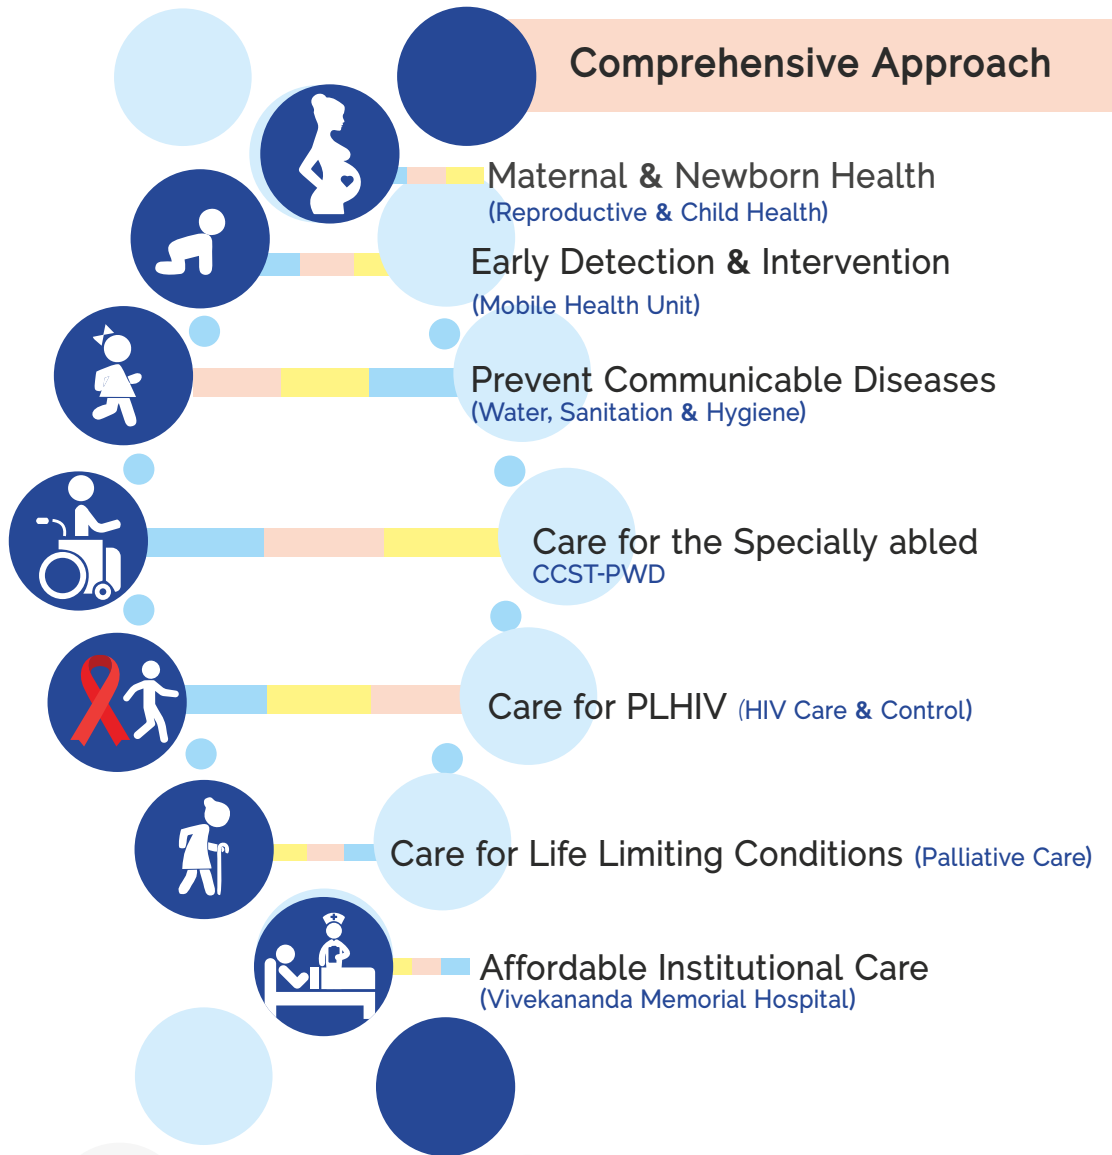 Comprehensive Approach
Maternal & Newborn Health
(Reproductive & Child Health)
Early Detection & Intervention
(Mobile Health Unit)
Prevent Communicable Diseases
(Water, Sanitation & Hygiene)
Care for the Specially abled
CCST-PWD
Care for PLHIV (HIV Care & Control)
Care for Life Limiting Conditions (Palliative Care)
Affordable Institutional Care
(Vivekananda Memorial Hospital)